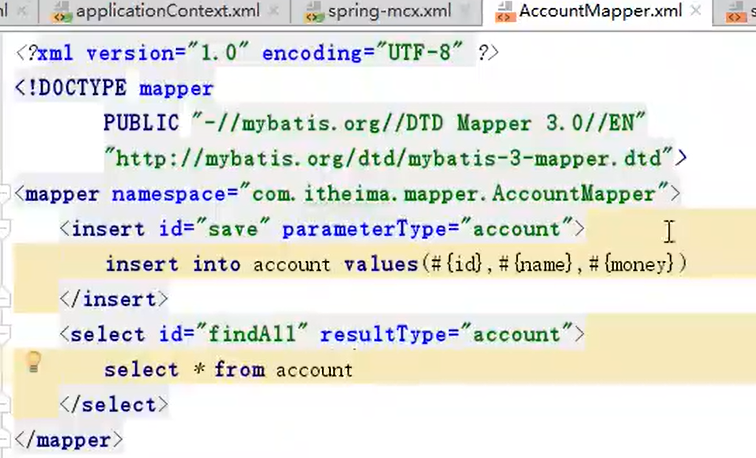 applicationContext.xml spring-mcx.xml AccountMapper.xml
<?xml version="1.0" encoding="UTF-8" ?>
<!DOCTYPE mapper
PUBLIC "-//mybatis.org//DTD Mapper 3.0//EN"
"http://mybatis.org/dtd/mybatis-3-mapper.dtd">
<mapper namespace="com.itheima.mapper.AccountMapper">
<insert id="save" parameterType="account">
insert into account values(#{id},#{name},#{money})
</insert>
<select id="findAll" resultType="account">
select * from account
</select>
</mapper>